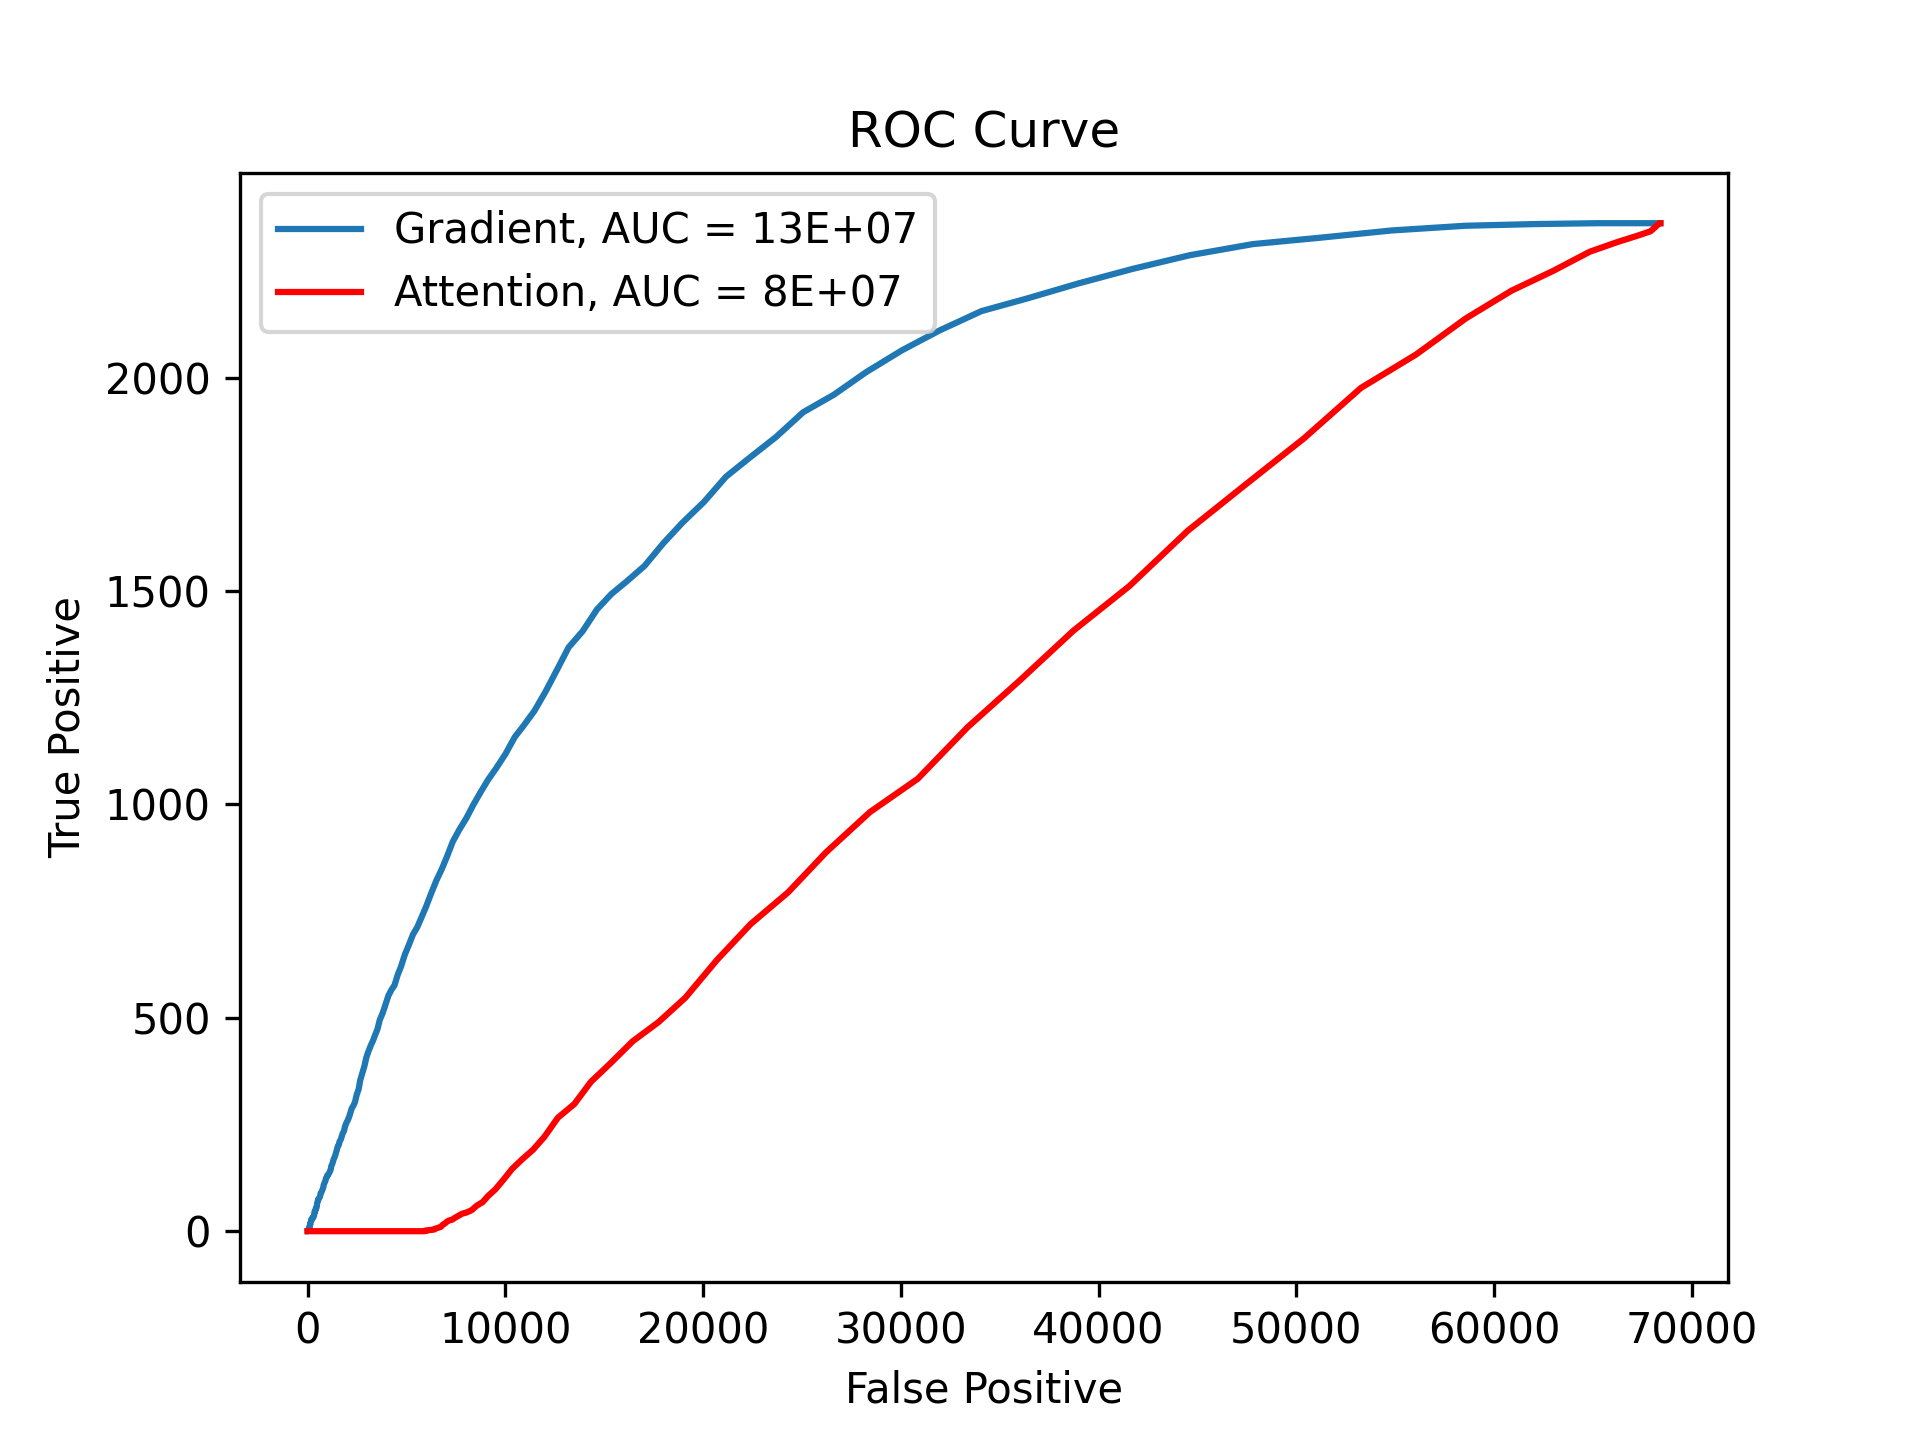 ROC Curve
Gradient, AUC = 13E+07
Attention, AUC = 8E+07
True Positive
2000
1500
1000
500
0
0 10000 20000 30000 40000 50000 60000 70000
False Positive